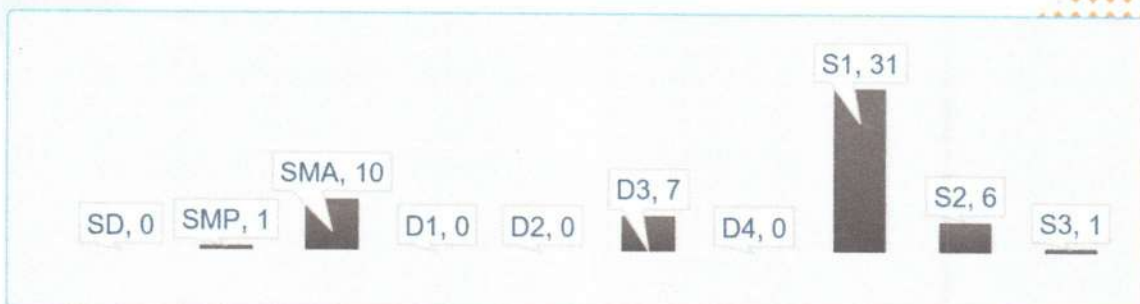 SD, 0
SMP, 1
SMA, 10
D1, 0
D2, 0
D3, 7
D4, 0
S1, 31
S2, 6
S3, 1